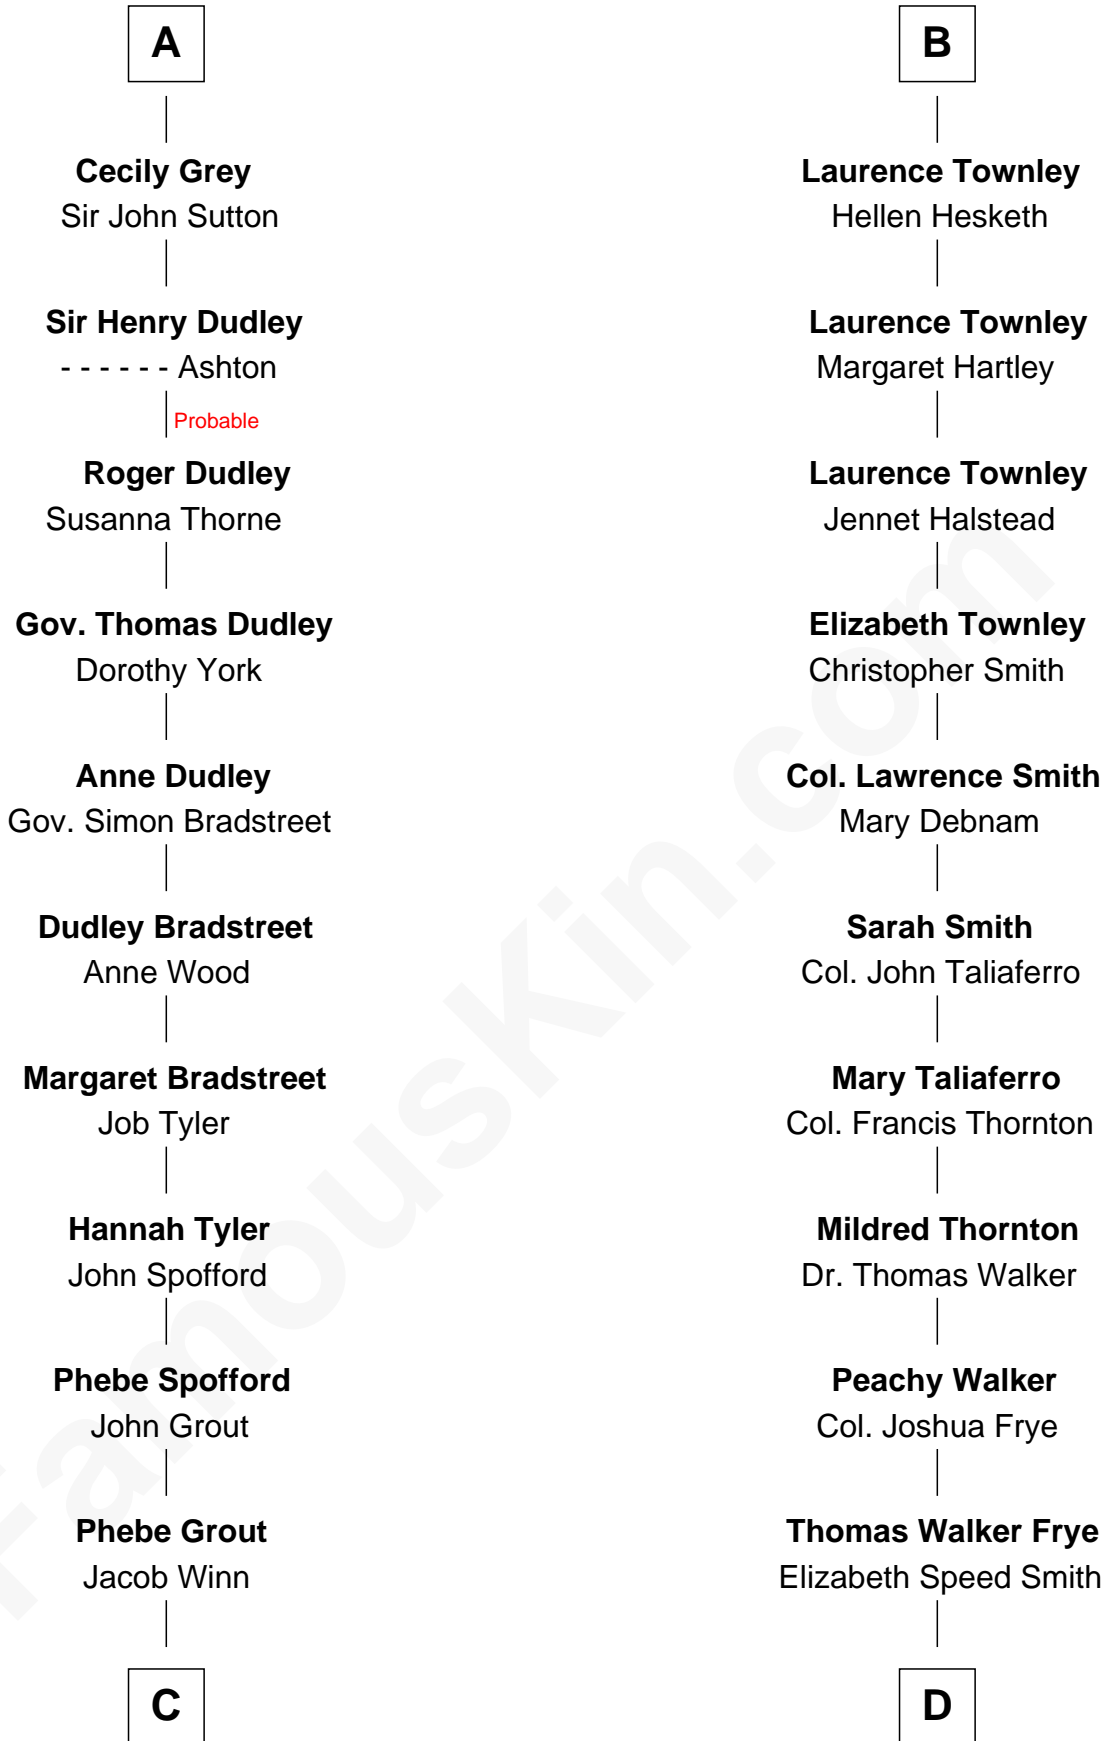 A
Cecily Grey
Sir John Sutton
Sir Henry Dudley
- - - - - - Ashton
Probable
Roger Dudley
Susanna Thorne
Gov. Thomas Dudley
Dorothy York
Anne Dudley
Gov. Simon Bradstreet
Dudley Bradstreet
Anne Wood
Margaret Bradstreet
Job Tyler
Hannah Tyler
John Spofford
Phebe Spofford
John Grout
Phebe Grout
Jacob Winn
C
B
Laurence Townley
Hellen Hesketh
Laurence Townley
Margaret Hartley
Laurence Townley
Jennet Halstead
Elizabeth Townley
Christopher Smith
Col. Lawrence Smith
Mary Debnam
Sarah Smith
Col. John Taliaferro
Mary Taliaferro
Col. Francis Thornton
Mildred Thornton
Dr. Thomas Walker
Peachy Walker
Col. Joshua Frye
Thomas Walker Frye
Elizabeth Speed Smith
D
FamousKin.com